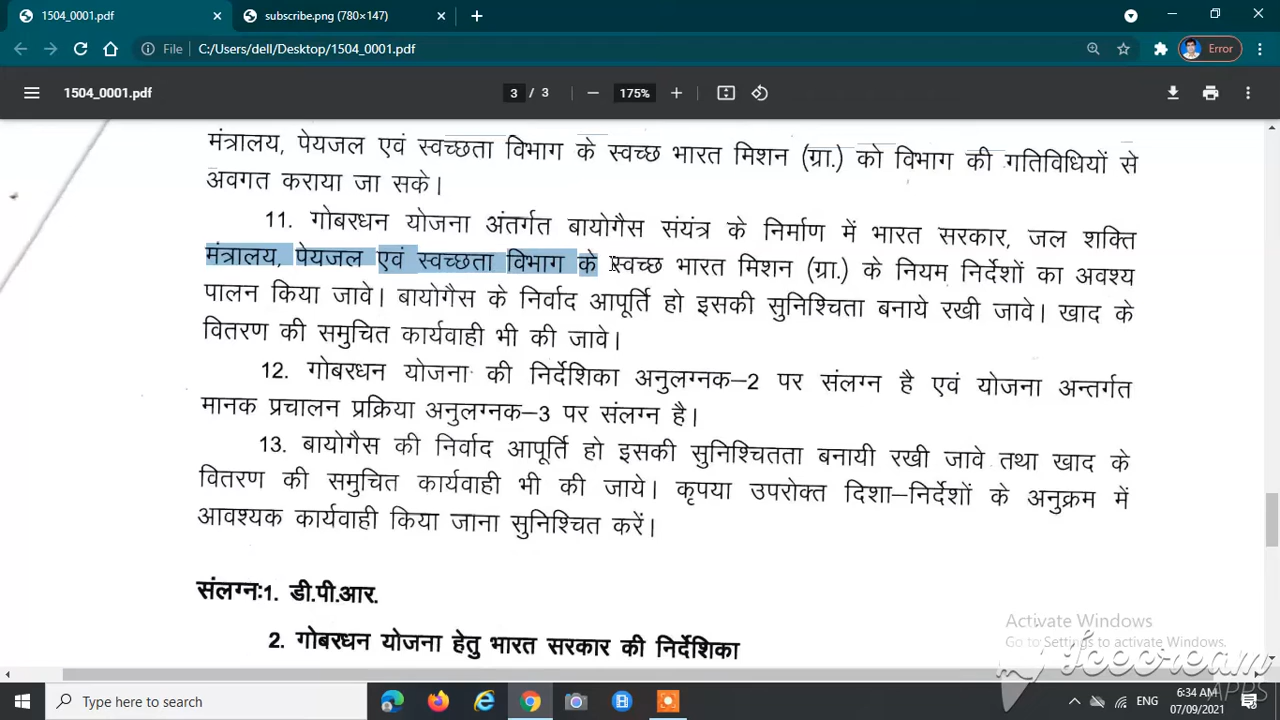 1504_0001.pdf
subscribe.png (780×147)
File
C:/Users/dell/Desktop/1504_0001.pdf
Error
1504_0001.pdf
3 / 3
175%
मंत्रालय, पेयजल एवं स्वच्छता विभाग के स्वच्छ भारत मिशन (ग्रा.) को विभाग की गतिविधियों से
अवगत कराया जा सके।
11. गोबरधन योजना अंतर्गत बायोगैस संयंत्र के निर्माण में भारत सरकार, जल शक्ति
मंत्रालय, पेयजल एवं स्वच्छता विभाग के स्वच्छ भारत मिशन (ग्रा.) के नियम निर्देशों का अवश्य
पालन किया जावे। बायोगैस के निर्वाद आपूर्ति हो इसकी सुनिश्चिता बनाये रखी जावे। खाद के
वितरण की समुचित कार्यवाही भी की जावे।
12. गोबरधन योजना की निर्देशिका अनुलग्नक–2 पर संलग्न है एवं योजना अन्तर्गत
मानक प्रचालन प्रक्रिया अनुलग्नक–3 पर संलग्न है।
13. बायोगैस की निर्वाद आपूर्ति हो इसकी सुनिश्चितता बनायी रखी जावे तथा खाद के
वितरण की समुचित कार्यवाही भी की जाये। कृपया उपरोक्त दिशा–निर्देशों के अनुक्रम में
आवश्यक कार्यवाही किया जाना सुनिश्चित करें।
संलग्नः1. डी.पी.आर.
2. गोबरधन योजना हेतु भारत सरकार की निर्देशिका
Activate Windows
Go to Settings to activate Windows.
Icecream
APPS
Type here to search
ENG
6:34 AM
07/09/2021